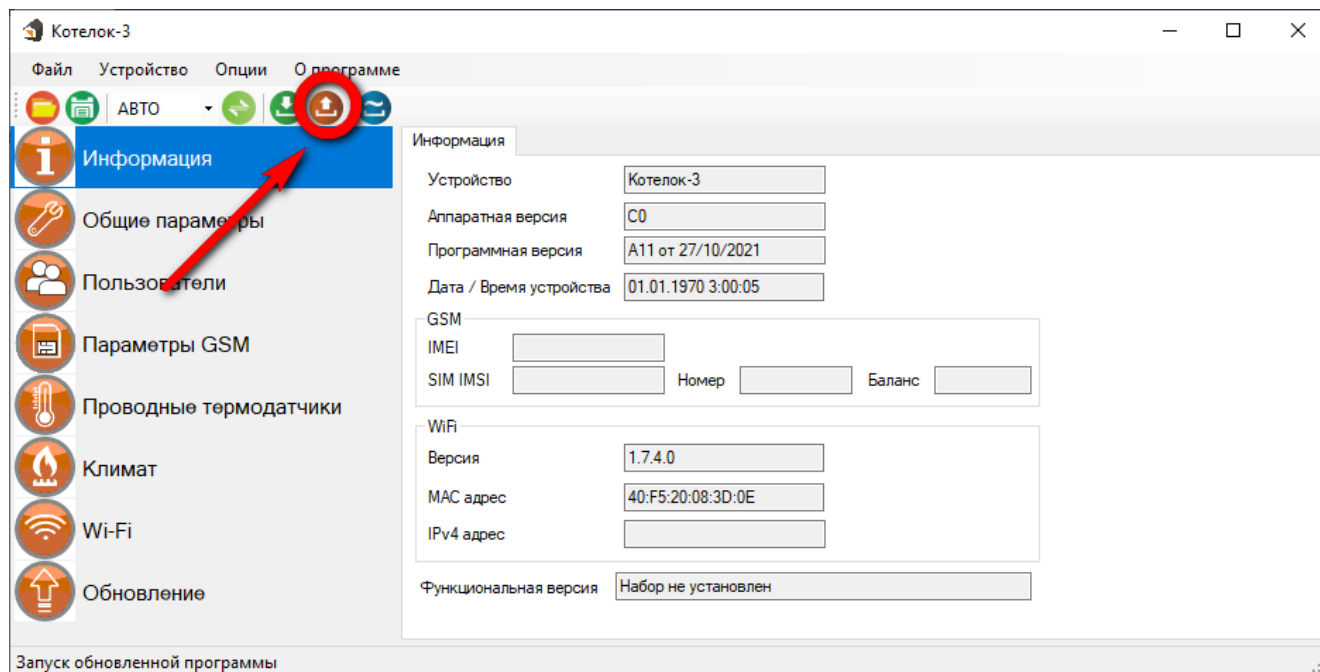 Котелок-3
Файл Устройство Опции О программе
АВТО
Информация
Общие параметры
Пользователи
Параметры GSM
Проводные термодатчики
Климат
Wi-Fi
Обновление
Информация
Устройство Котелок-3
Аппаратная версия C0
Программная версия A11 от 27/10/2021
Дата / Время устройства 01.01.1970 3:00:05
GSM
IMEI
SIM IMSI Номер Баланс
WiFi
Версия 1.7.4.0
MAC адрес 40:F5:20:08:3D:0E
IPv4 адрес
Функциональная версия Набор не установлен
Запуск обновленной программы